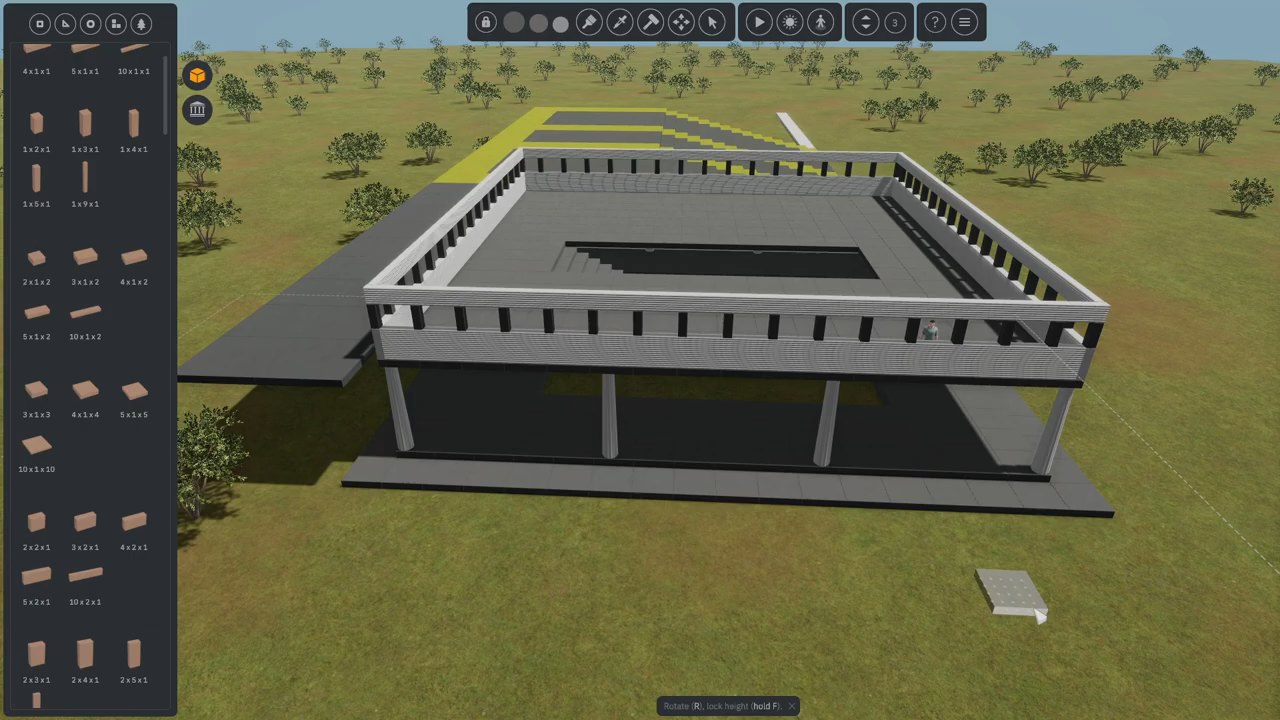 3
4x1x1 5x1x1 10x1x1
1x2x1 1x3x1 1x4x1
1x5x1 1x9x1
2x1x2 3x1x2 4x1x2
5x1x2 10x1x2
3x1x3 4x1x4 5x1x5
10x1x10
2x2x1 3x2x1 4x2x1
5x2x1 10x2x1
2x3x1 2x4x1 2x5x1
Rotate (R), lock height (hold F).